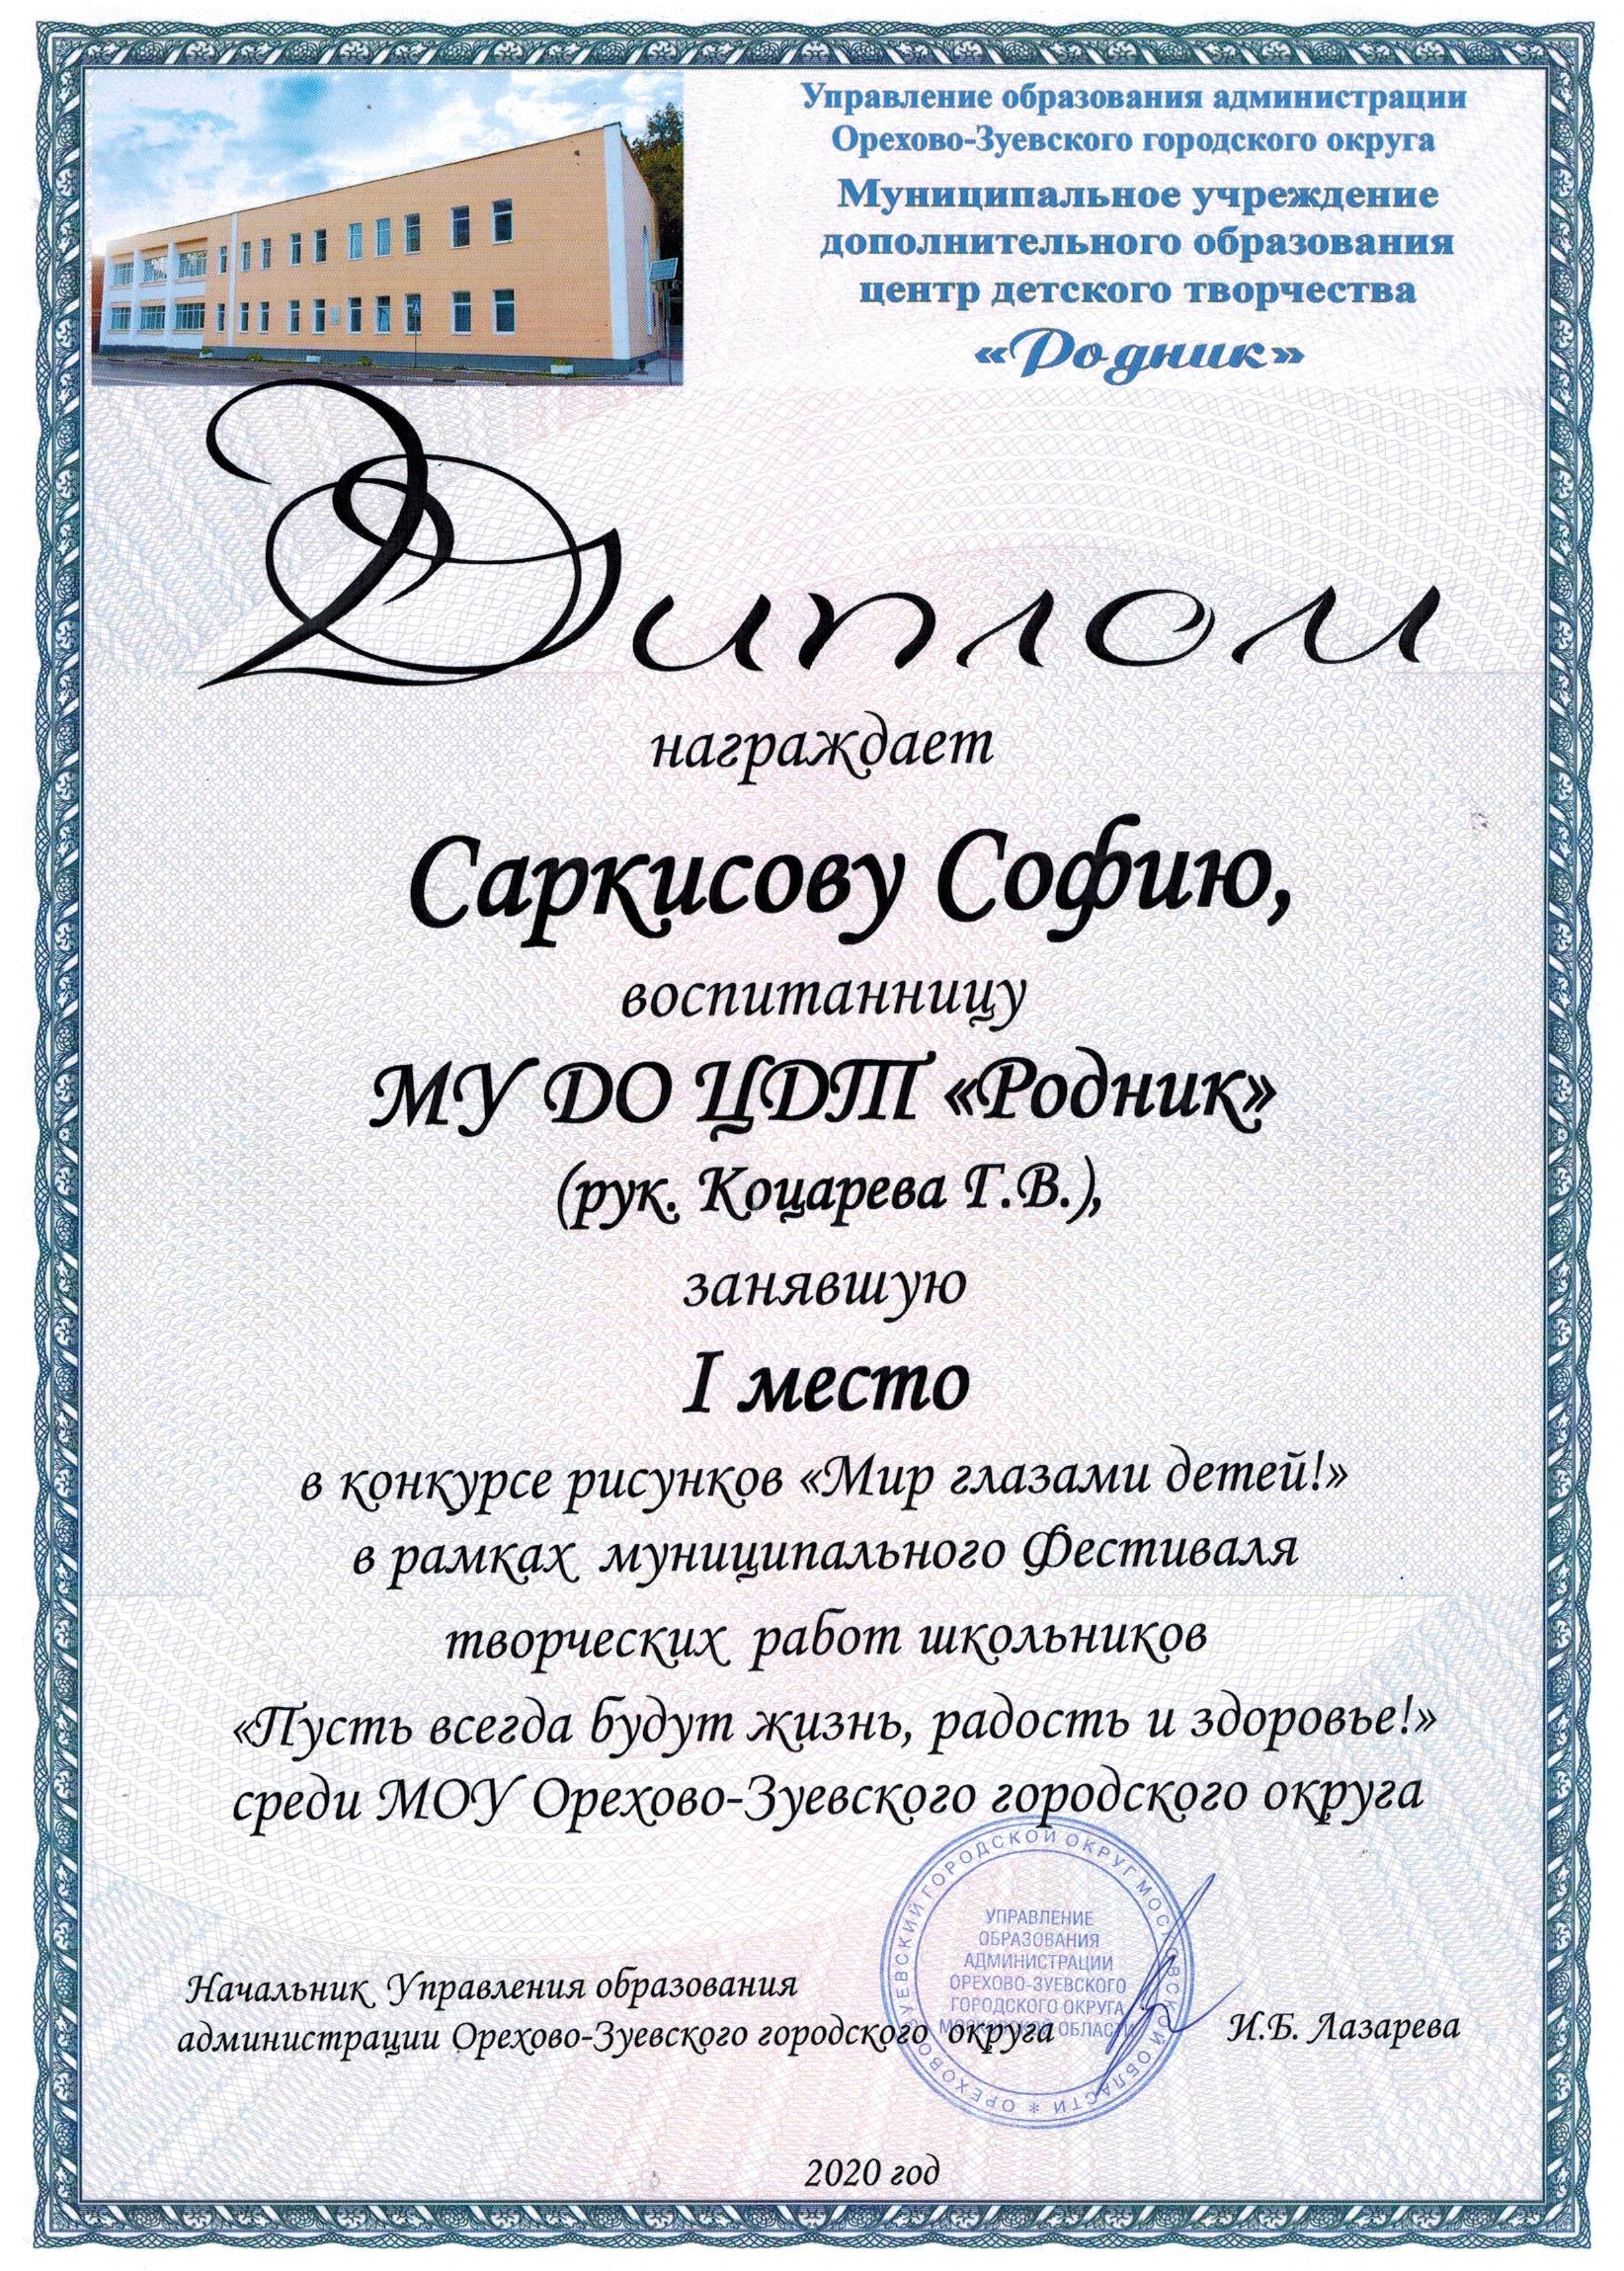 Управление образования администрации
Орехово-Зуевского городского округа
Муниципальное учреждение
дополнительного образования
центр детского творчества
«Родник»
Диплом
награждает
Саркисову Софию,
воспитанницу
МУ ДО ЦДТ «Родник»
(рук. Коцарева Г.В.),
занявшую
I место
в конкурсе рисунков «Мир глазами детей!»
в рамках муниципального Фестиваля
творческих работ школьников
«Пусть всегда будут жизнь, радость и здоровье!»
среди МОУ Орехово-Зуевского городского округа
ОРЕХОВО-ЗУЕВСКИЙ ГОРОДСКОЙ ОКРУГ МОСКОВСКОЙ ОБЛАСТИ *
УПРАВЛЕНИЕ
ОБРАЗОВАНИЯ
АДМИНИСТРАЦИИ
ОРЕХОВО-ЗУЕВСКОГО
ГОРОДСКОГО ОКРУГА
МОСКОВСКОЙ ОБЛАСТИ
Начальник Управления образования
администрации Орехово-Зуевского городского округа И.Б. Лазарева
2020 год